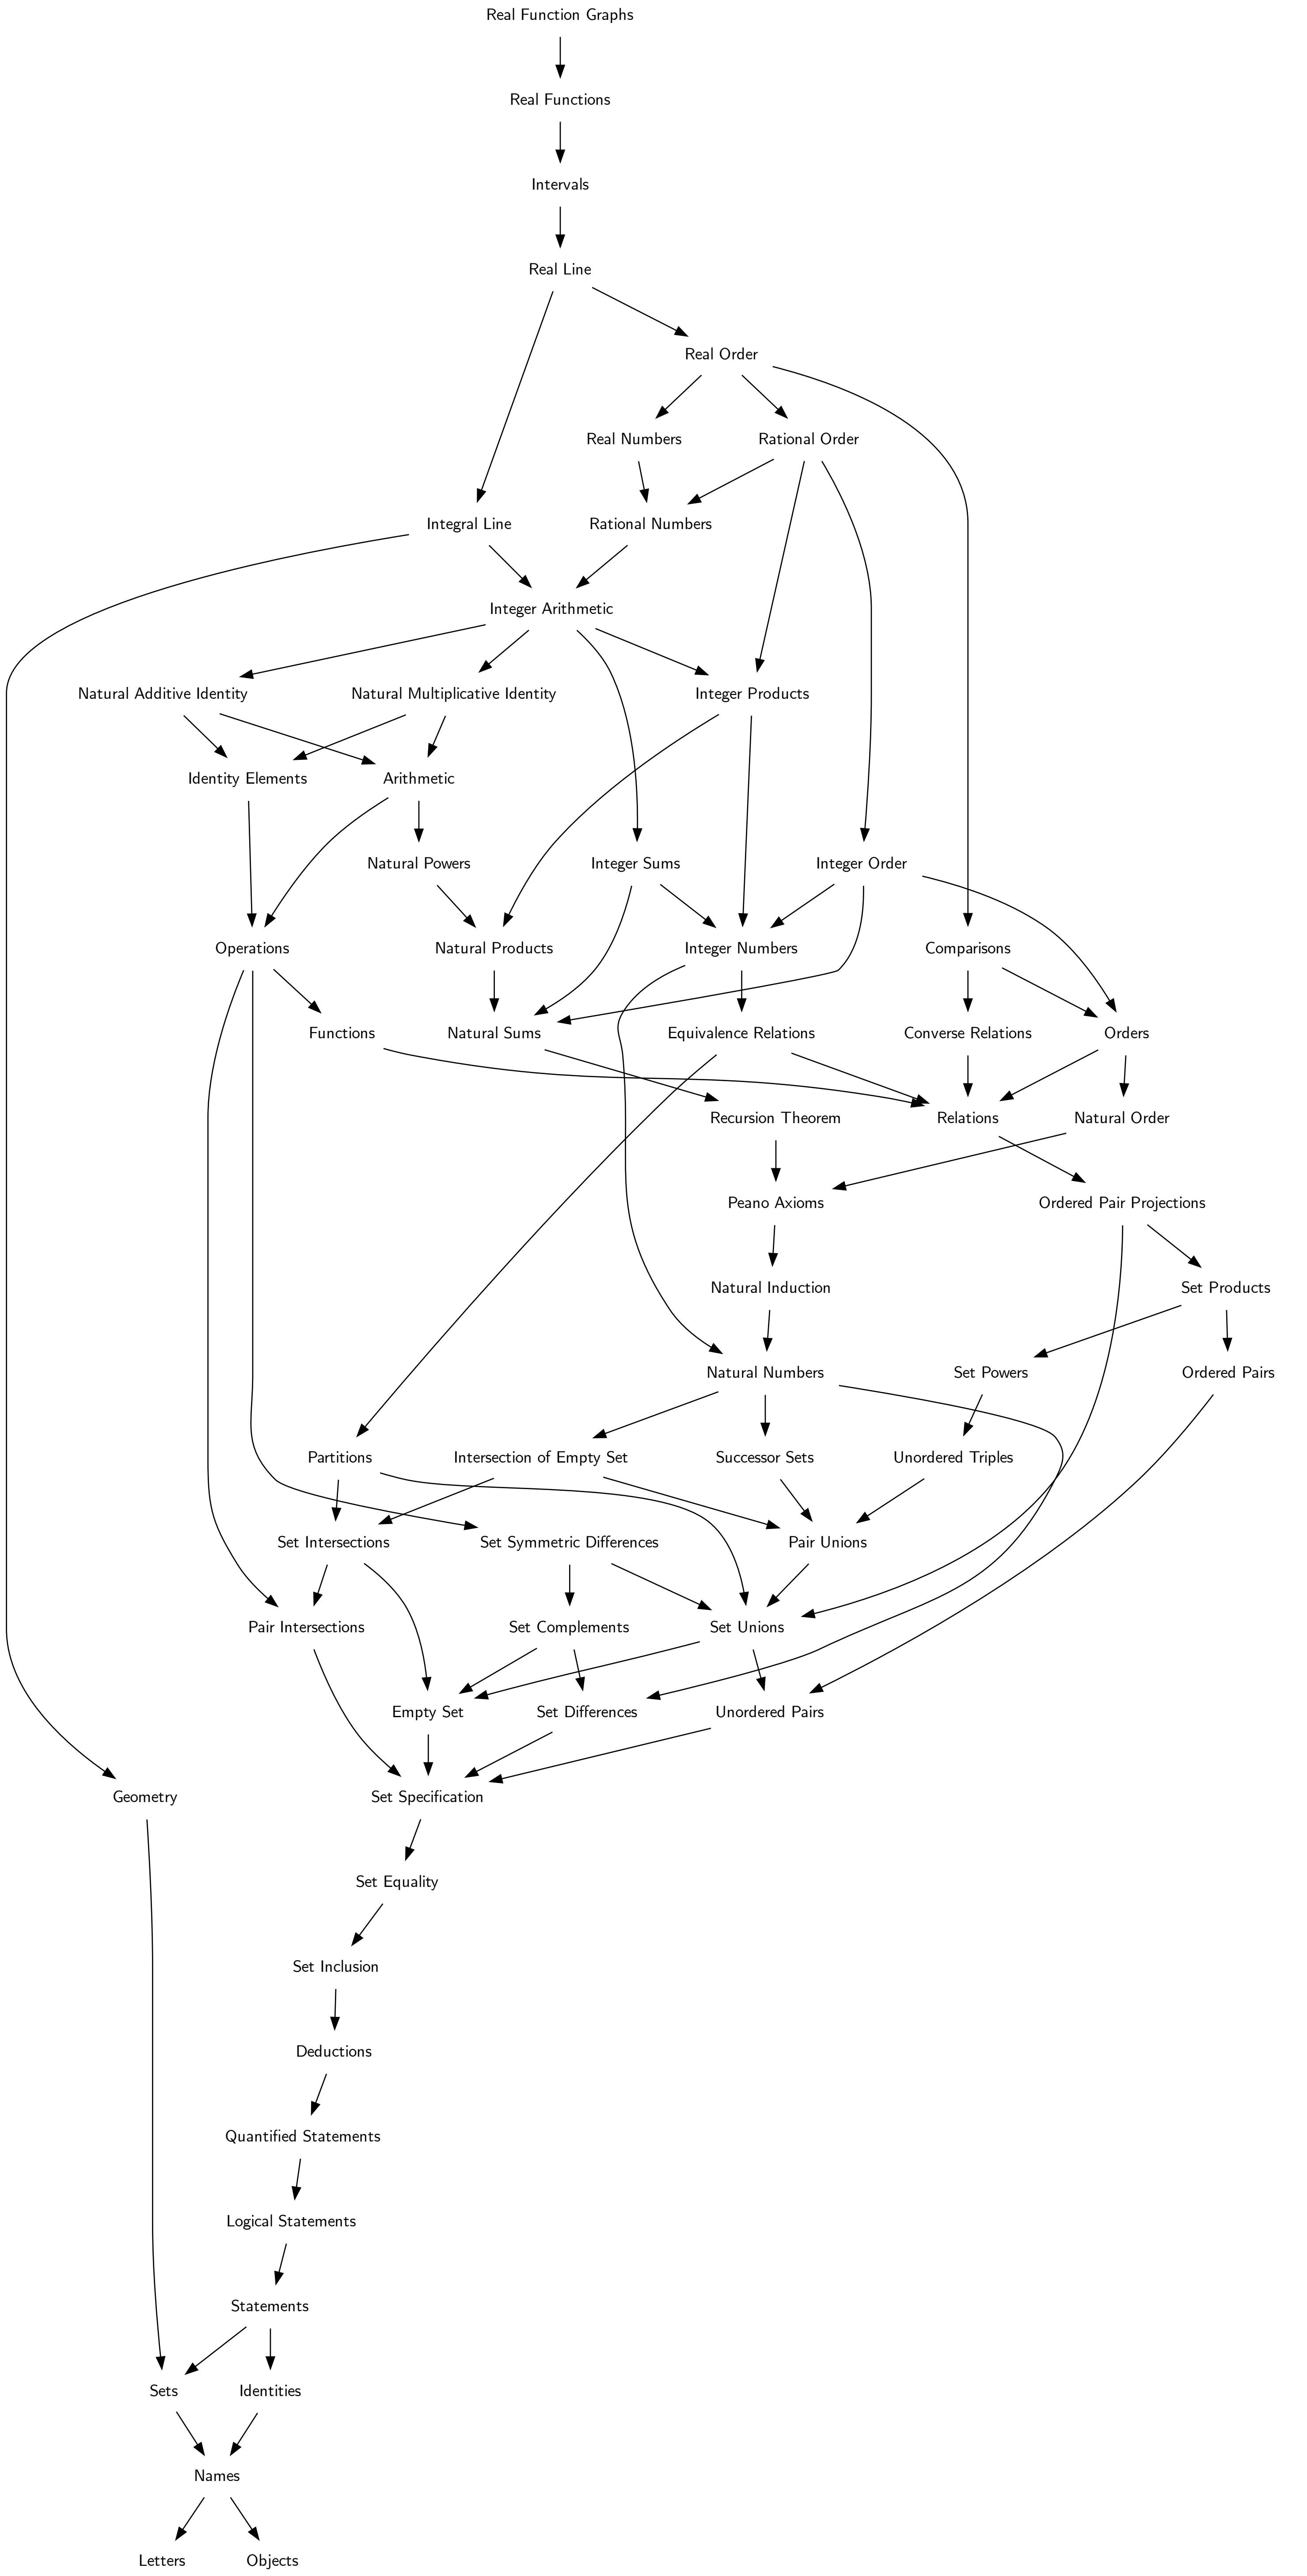 Real Function Graphs
Real Functions
Intervals
Real Line
Real Order
Real Numbers
Rational Order
Integral Line
Rational Numbers
Integer Arithmetic
Natural Additive Identity
Natural Multiplicative Identity
Integer Products
Identity Elements
Arithmetic
Natural Powers
Integer Sums
Integer Order
Operations
Natural Products
Integer Numbers
Comparisons
Functions
Natural Sums
Equivalence Relations
Converse Relations
Orders
Recursion Theorem
Relations
Natural Order
Peano Axioms
Ordered Pair Projections
Natural Induction
Set Products
Natural Numbers
Set Powers
Ordered Pairs
Partitions
Intersection of Empty Set
Successor Sets
Unordered Triples
Set Intersections
Set Symmetric Differences
Pair Unions
Pair Intersections
Set Complements
Set Unions
Empty Set
Set Differences
Unordered Pairs
Geometry
Set Specification
Set Equality
Set Inclusion
Deductions
Quantified Statements
Logical Statements
Statements
Sets
Identities
Names
Letters
Objects